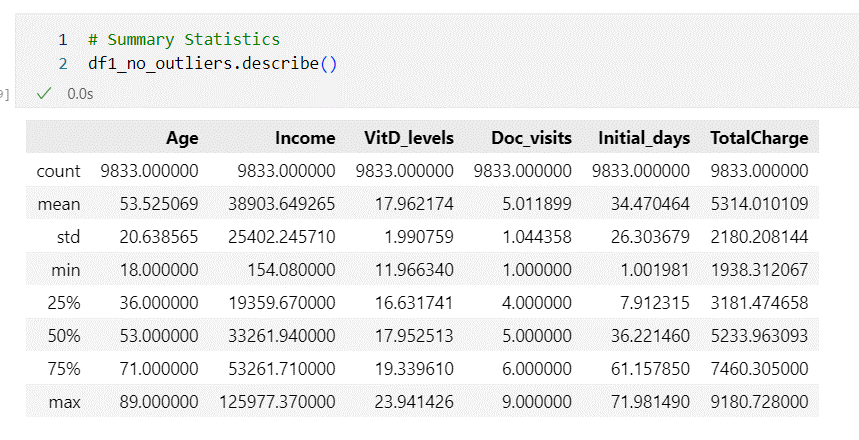 1 # Summary Statistics
2 df1_no_outliers.describe()
9] ✓ 0.0s
Age Income VitD_levels Doc_visits Initial_days TotalCharge
count 9833.000000 9833.000000 9833.000000 9833.000000 9833.000000 9833.000000
mean 53.525069 38903.649265 17.962174 5.011899 34.470464 5314.010109
std 20.638565 25402.245710 1.990759 1.044358 26.303679 2180.208144
min 18.000000 154.080000 11.966340 1.000000 1.001981 1938.312067
25% 36.000000 19359.670000 16.631741 4.000000 7.912315 3181.474658
50% 53.000000 33261.940000 17.952513 5.000000 36.221460 5233.963093
75% 71.000000 53261.710000 19.339610 6.000000 61.157850 7460.305000
max 89.000000 125977.370000 23.941426 9.000000 71.981490 9180.728000